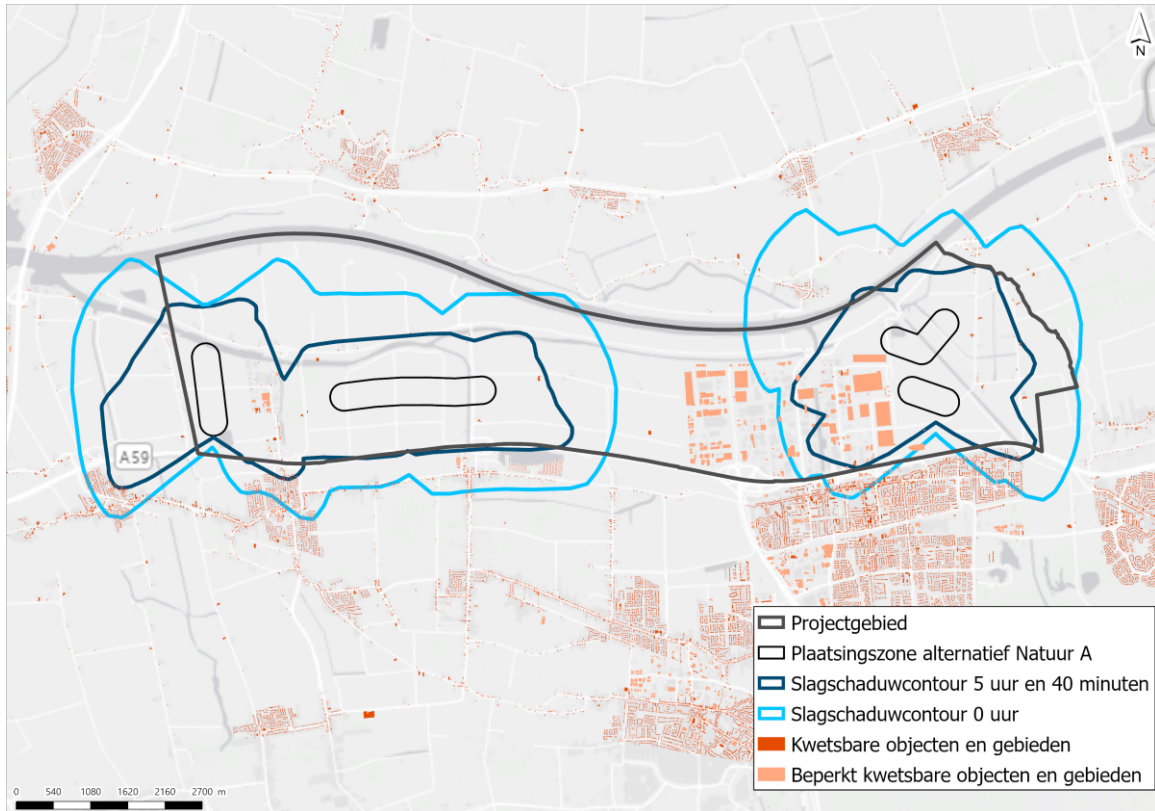 N
A59
Projectgebied
Plaatsingszone alternatief Natuur A
Slagschaduwcontour 5 uur en 40 minuten
Slagschaduwcontour 0 uur
Kwetsbare objecten en gebieden
Beperkt kwetsbare objecten en gebieden
0 540 1080 1620 2160 2700 m